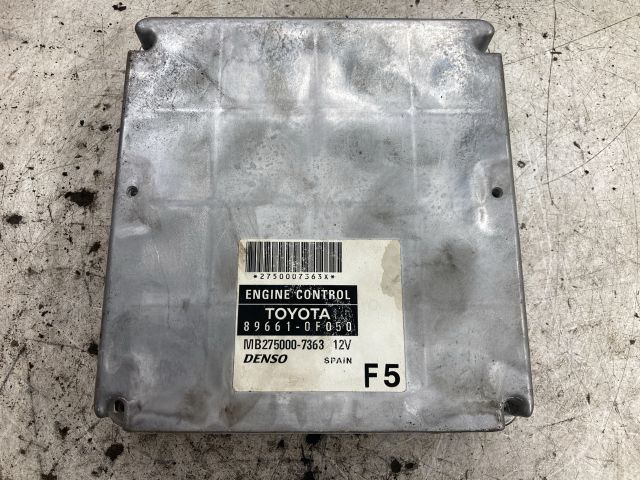 *2750007363X*
ENGINE CONTROL
TOYOTA
89661-0F050
MB275000-7363 12V
DENSO SPAIN
F5